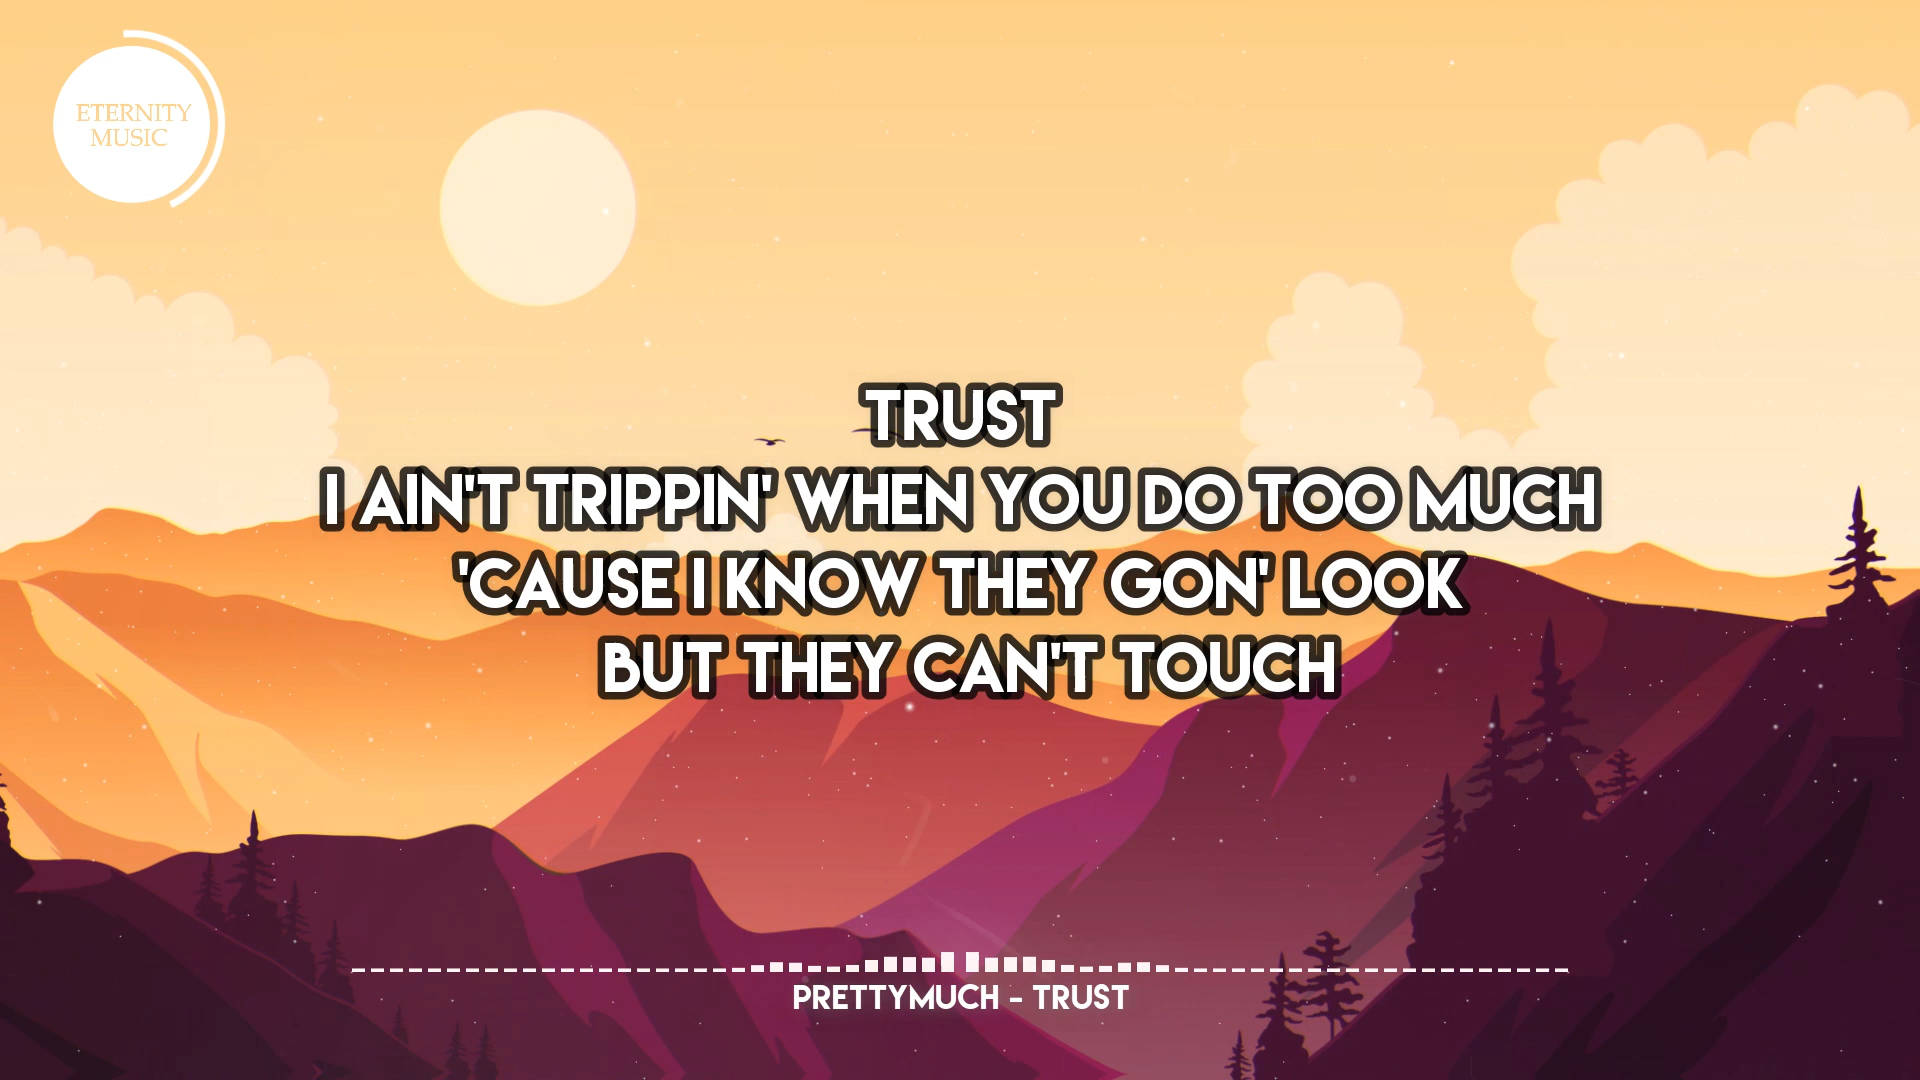 ETERNITY
MUSIC
TRUST
I AIN'T TRIPPIN' WHEN YOU DO TOO MUCH
'CAUSE I KNOW THEY GON' LOOK
BUT THEY CAN'T TOUCH
PRETTYMUCH - TRUST